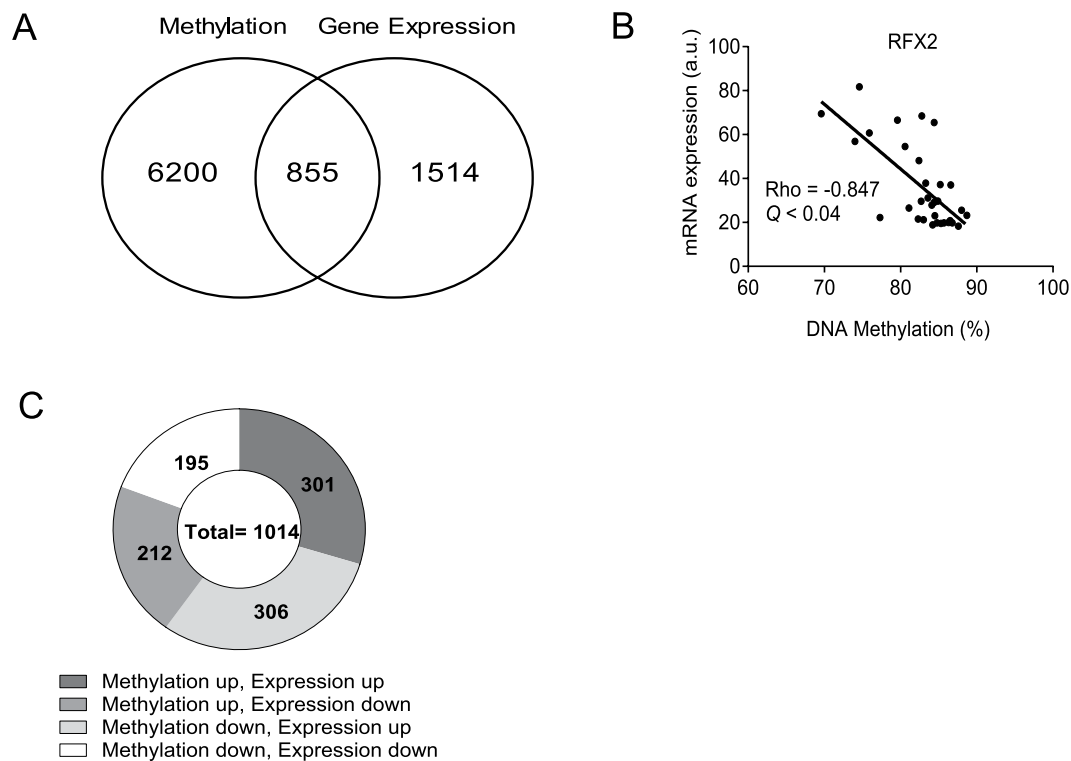 A
Methylation Gene Expression
6200 855 1514
B
RFX2
mRNA expression (a.u.)
100
80
60
40
20
0
Rho = -0.847
Q < 0.04
60 70 80 90 100
DNA Methylation (%)
C
195
301
Total= 1014
212
306
Methylation up, Expression up
Methylation up, Expression down
Methylation down, Expression up
Methylation down, Expression down